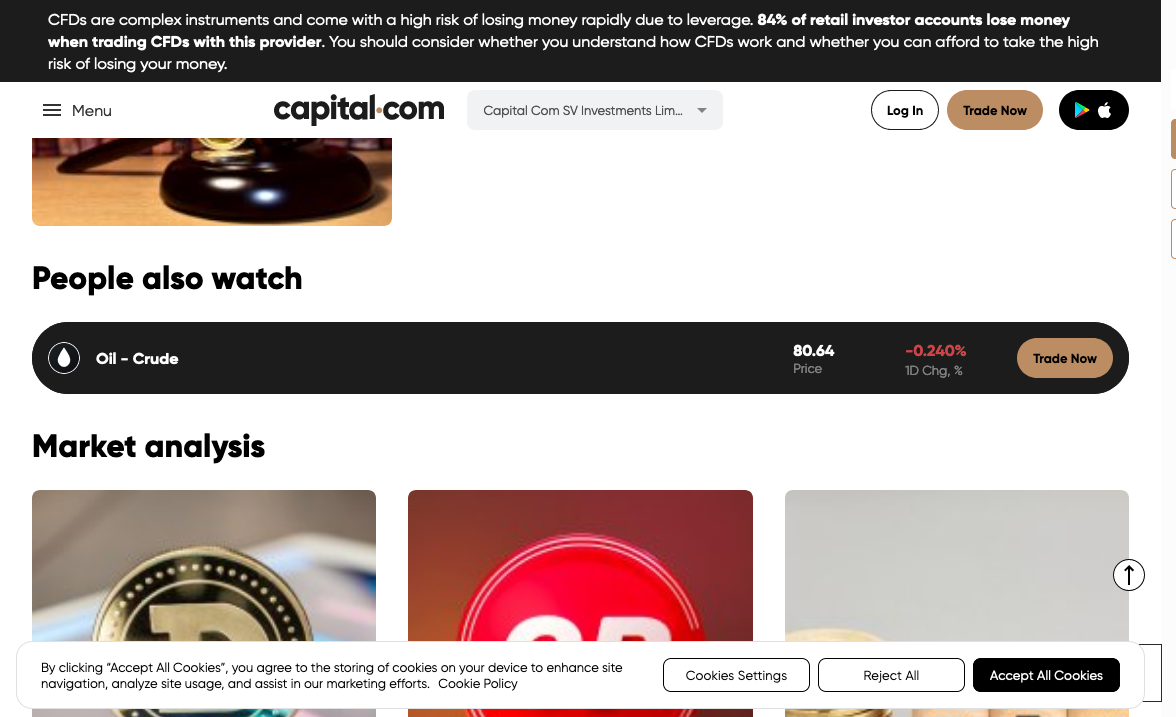 CFDs are complex instruments and come with a high risk of losing money rapidly due to leverage. 84% of retail investor accounts lose money
when trading CFDs with this provider. You should consider whether you understand how CFDs work and whether you can afford to take the high
risk of losing your money.
Menu
capital.com
Capital Com SV Investments Lim...
Log In
Trade Now
People also watch
Oil - Crude
80.64
Price
-0.240%
1D Chg, %
Trade Now
Market analysis
By clicking “Accept All Cookies”, you agree to the storing of cookies on your device to enhance site
navigation, analyze site usage, and assist in our marketing efforts. Cookie Policy
Cookies Settings
Reject All
Accept All Cookies